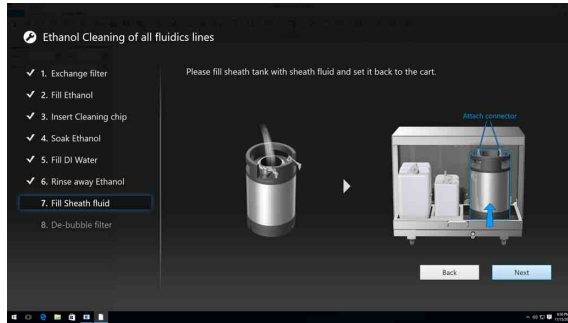 Ethanol Cleaning of all fluidics lines
✓ 1. Exchange filter
✓ 2. Fill Ethanol
✓ 3. Insert Cleaning chip
✓ 4. Soak Ethanol
✓ 5. Fill DI Water
✓ 6. Rinse away Ethanol
7. Fill Sheath fluid
8. De-bubble filter
Please fill sheath tank with sheath fluid and set it back to the cart.
Attach connector
Back
Next